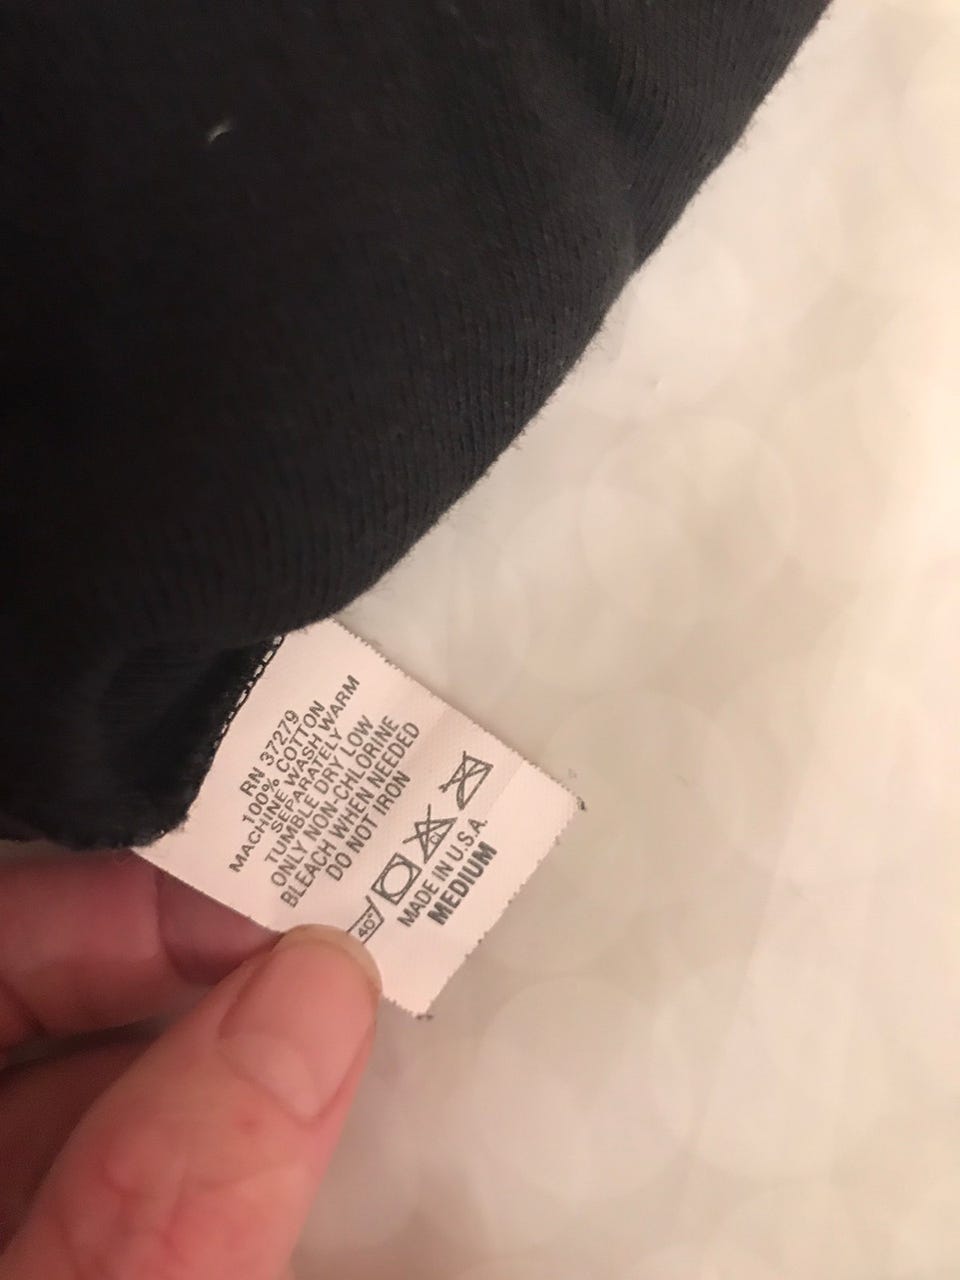 RN 37279
100% COTTON
MACHINE WASH WARM
SEPARATELY
TUMBLE DRY LOW
ONLY NON-CHLORINE
BLEACH WHEN NEEDED
DO NOT IRON
40° CL
MADE IN U.S.A.
MEDIUM